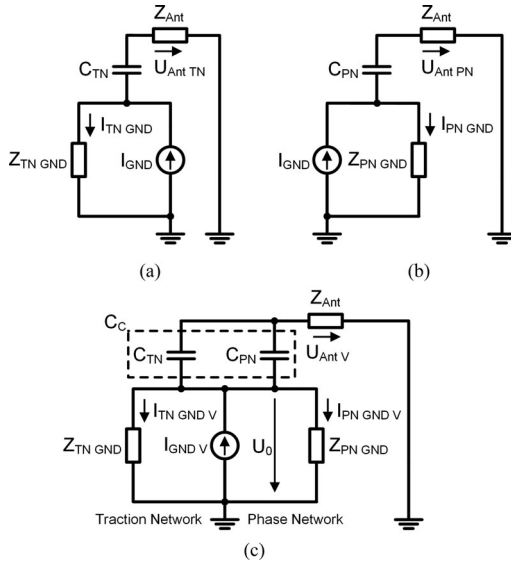 Z_Ant
Z_Ant
C_TN
U_Ant TN
C_PN
U_Ant PN
I_TN GND
I_PN GND
Z_TN GND
I_GND
I_GND
Z_PN GND
(a)
(b)
Z_Ant
C_C
C_TN
C_PN
U_Ant V
I_TN GND V
I_PN GND V
Z_TN GND
I_GND V
U_0
Z_PN GND
Traction Network
Phase Network
(c)